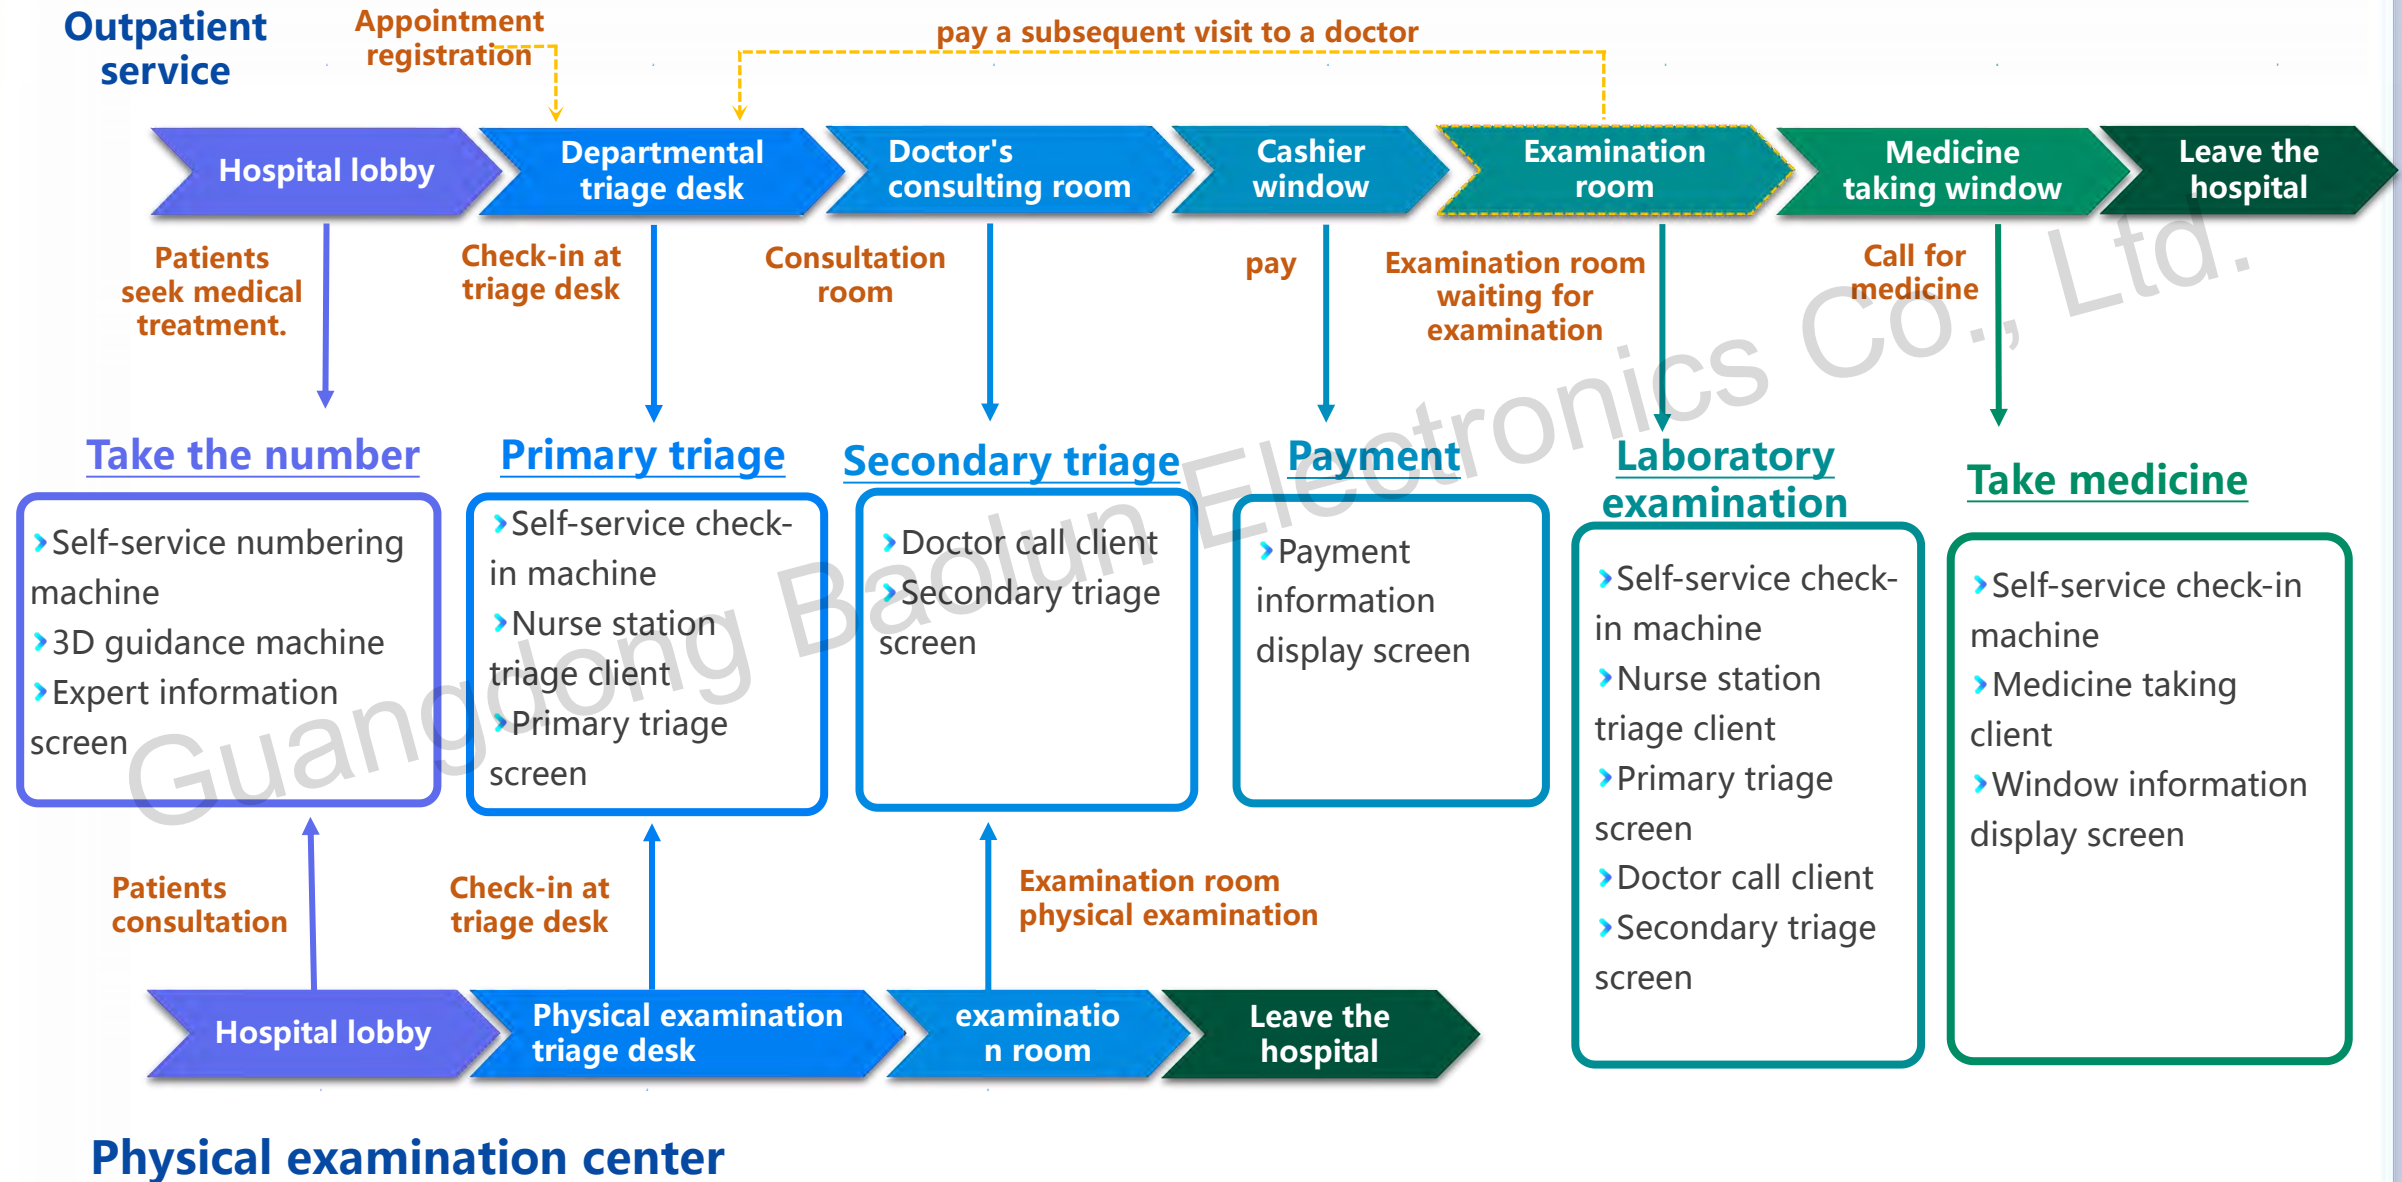 Outpatient
service
Appointment
registration
pay a subsequent visit to a doctor
Hospital lobby
Departmental
triage desk
Doctor's
consulting room
Cashier
window
Examination
room
Medicine
taking window
Leave the
hospital
Patients
seek medical
treatment.
Check-in at
triage desk
Consultation
room
pay
Examination room
waiting for
examination
Call for
medicine
Take the number
Self-service numbering
machine
3D guidance machine
Expert information
screen
Primary triage
Self-service check-
in machine
Nurse station
triage client
Primary triage
screen
Secondary triage
Doctor call client
Secondary triage
screen
Payment
Payment
information
display screen
Laboratory
examination
Self-service check-
in machine
Nurse station
triage client
Primary triage
screen
Doctor call client
Secondary triage
screen
Take medicine
Self-service check-in
machine
Medicine taking
client
Window information
display screen
Patients
consultation
Check-in at
triage desk
Examination room
physical examination
Hospital lobby
Physical examination
triage desk
examinatio
n room
Leave the
hospital
Physical examination center
Guangdong Baolun Electronics Co., Ltd.